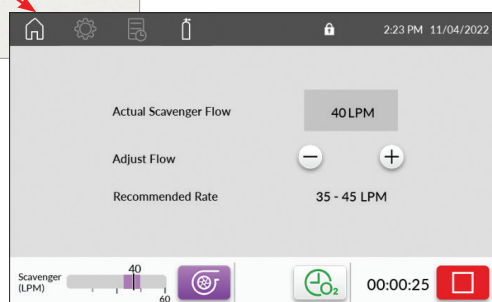 2:23 PM 11/04/2022
Actual Scavenger Flow 40 LPM
Adjust Flow − +
Recommended Rate 35 - 45 LPM
Scavenger
(LPM)
40
60
O₂
00:00:25